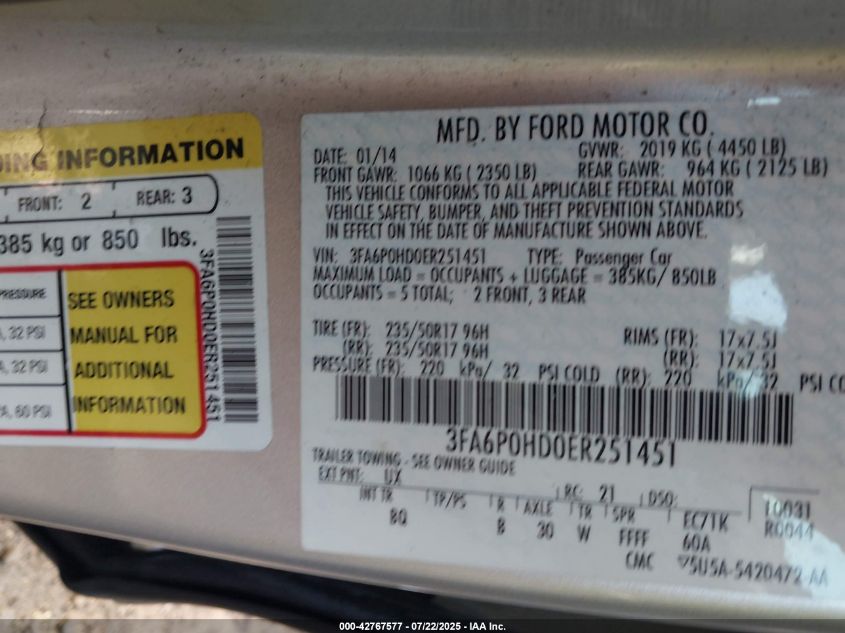 DING INFORMATION
FRONT: 2 REAR: 3
385 kg or 850 lbs.
PRESSURE
32 PSI
32 PSI
60 PSI
SEE OWNERS
MANUAL FOR
ADDITIONAL
INFORMATION
3FA6P0HD0ER251451
MFD. BY FORD MOTOR CO.
DATE: 01/14 GVWR: 2019 KG ( 4450 LB)
FRONT GAWR: 1066 KG ( 2350 LB) REAR GAWR: 964 KG ( 2125 LB)
THIS VEHICLE CONFORMS TO ALL APPLICABLE FEDERAL MOTOR
VEHICLE SAFETY, BUMPER, AND THEFT PREVENTION STANDARDS
IN EFFECT ON THE DATE OF MANUFACTURE SHOWN ABOVE.
VIN: 3FA6P0HD0ER251451 TYPE: Passenger Car
MAXIMUM LOAD = OCCUPANTS + LUGGAGE = 385KG/ 850LB
OCCUPANTS = 5 TOTAL; 2 FRONT, 3 REAR
TIRE (FR): 235/50R17 96H RIMS (FR): 17x7.5J
(RR): 235/50R17 96H (RR): 17x7.5J
PRESSURE (FR): 220 kPa/ 32 PSI COLD (RR): 220 kPa/ 32 PSI CO
3FA6P0HD0ER251451
TRAILER TOWING - SEE OWNER GUIDE
EXT PNT: UX RC: 21 DSO:
INT TR TP/PS R AXLE TR SPR EC71K 10031
BQ B 30 W FFFF 60A R0044
CMC 5U5A-5420472-AA
000-42767577 - 07/22/2025 - IAA Inc.